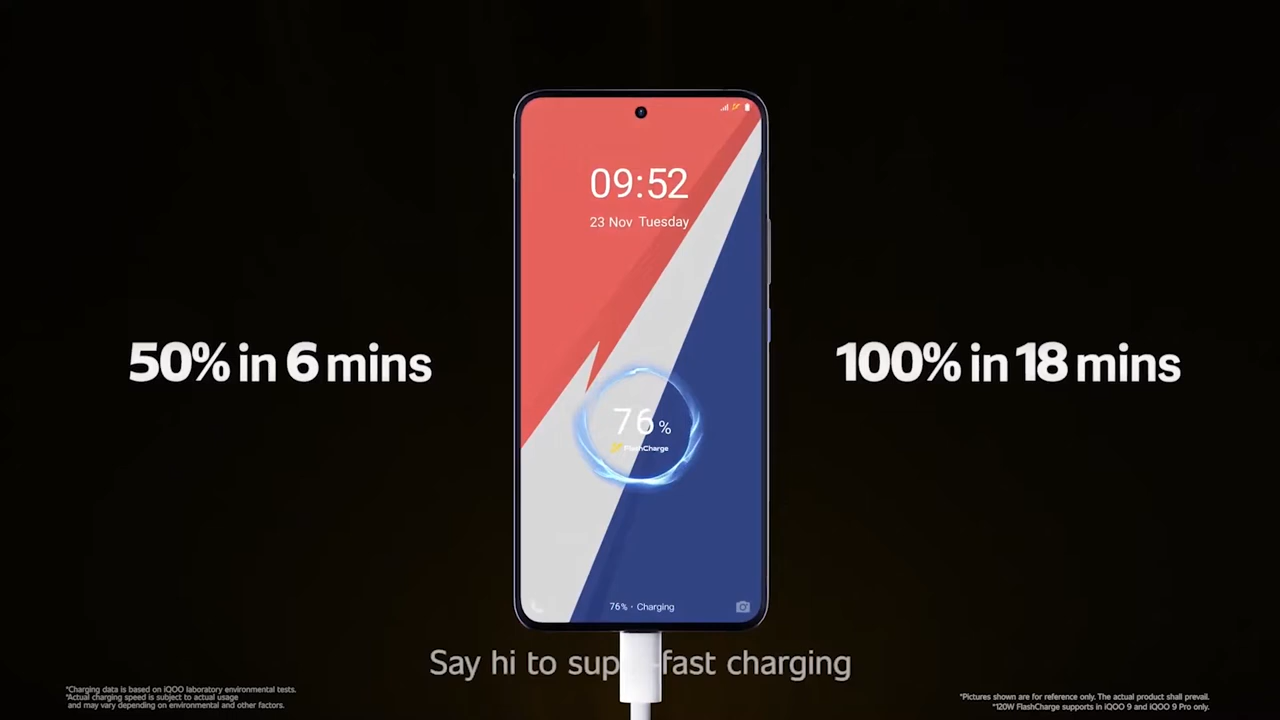 09:52
23 Nov Tuesday
50% in 6 mins
100% in 18 mins
76%
FlashCharge
76% · Charging
Say hi to super-fast charging
*Charging data is based on iQOO laboratory environmental tests.
*Actual charging speed is subject to actual usage
and may vary depending on environmental and other factors.
*Pictures shown are for reference only. The actual product shall prevail.
*120W FlashCharge supports in iQOO 9 and iQOO 9 Pro only.